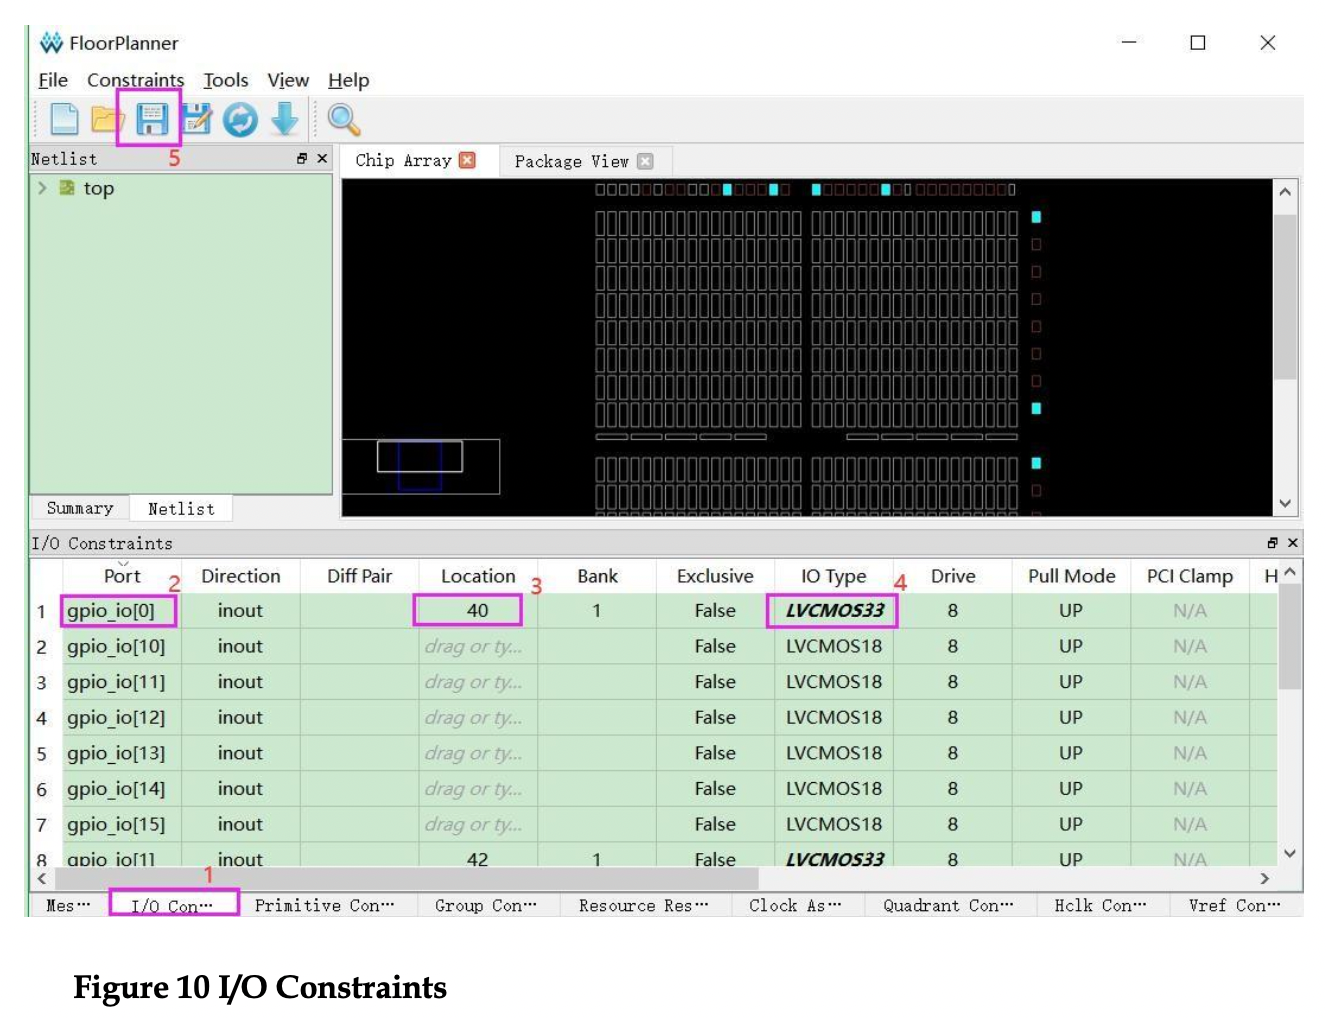 FloorPlanner
File Constraints Tools View Help
5
Netlist
Chip Array Package View
top
Summary Netlist
I/O Constraints
Port 2 Direction Diff Pair Location 3 Bank Exclusive IO Type 4 Drive Pull Mode PCI Clamp H
1 gpio_io[0] inout 40 1 False LVCMOS33 8 UP N/A
2 gpio_io[10] inout drag or ty... False LVCMOS18 8 UP N/A
3 gpio_io[11] inout drag or ty... False LVCMOS18 8 UP N/A
4 gpio_io[12] inout drag or ty... False LVCMOS18 8 UP N/A
5 gpio_io[13] inout drag or ty... False LVCMOS18 8 UP N/A
6 gpio_io[14] inout drag or ty... False LVCMOS18 8 UP N/A
7 gpio_io[15] inout drag or ty... False LVCMOS18 8 UP N/A
8 gpio_io[1] inout 42 1 False LVCMOS33 8 UP N/A
1
Mes... I/O Con... Primitive Con... Group Con... Resource Res... Clock As... Quadrant Con... Hclk Con... Vref Con...
Figure 10 I/O Constraints